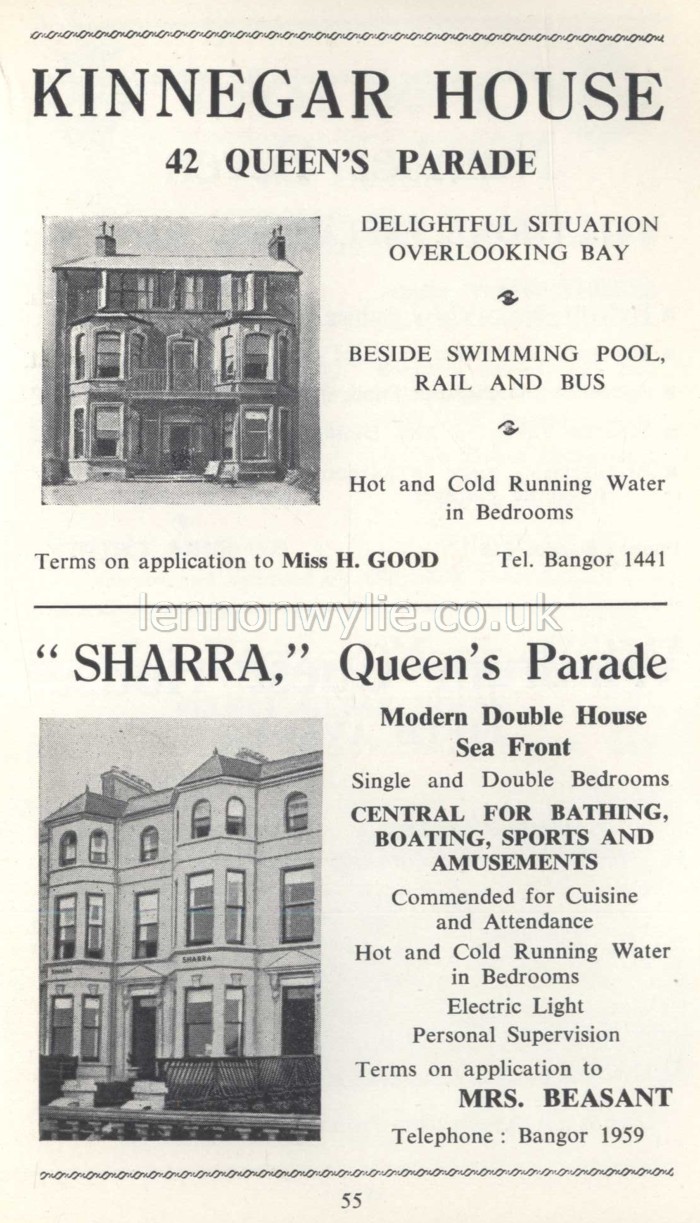 KINNEGAR HOUSE
42 QUEEN'S PARADE
DELIGHTFUL SITUATION
OVERLOOKING BAY
BESIDE SWIMMING POOL,
RAIL AND BUS
Hot and Cold Running Water
in Bedrooms
Terms on application to Miss H. GOOD Tel. Bangor 1441
lennonwylie.co.uk
"SHARRA," Queen's Parade
Modern Double House
Sea Front
Single and Double Bedrooms
CENTRAL FOR BATHING,
BOATING, SPORTS AND
AMUSEMENTS
Commended for Cuisine
and Attendance
Hot and Cold Running Water
in Bedrooms
Electric Light
Personal Supervision
Terms on application to
MRS. BEASANT
Telephone : Bangor 1959
SHARRA
SHARRA
55